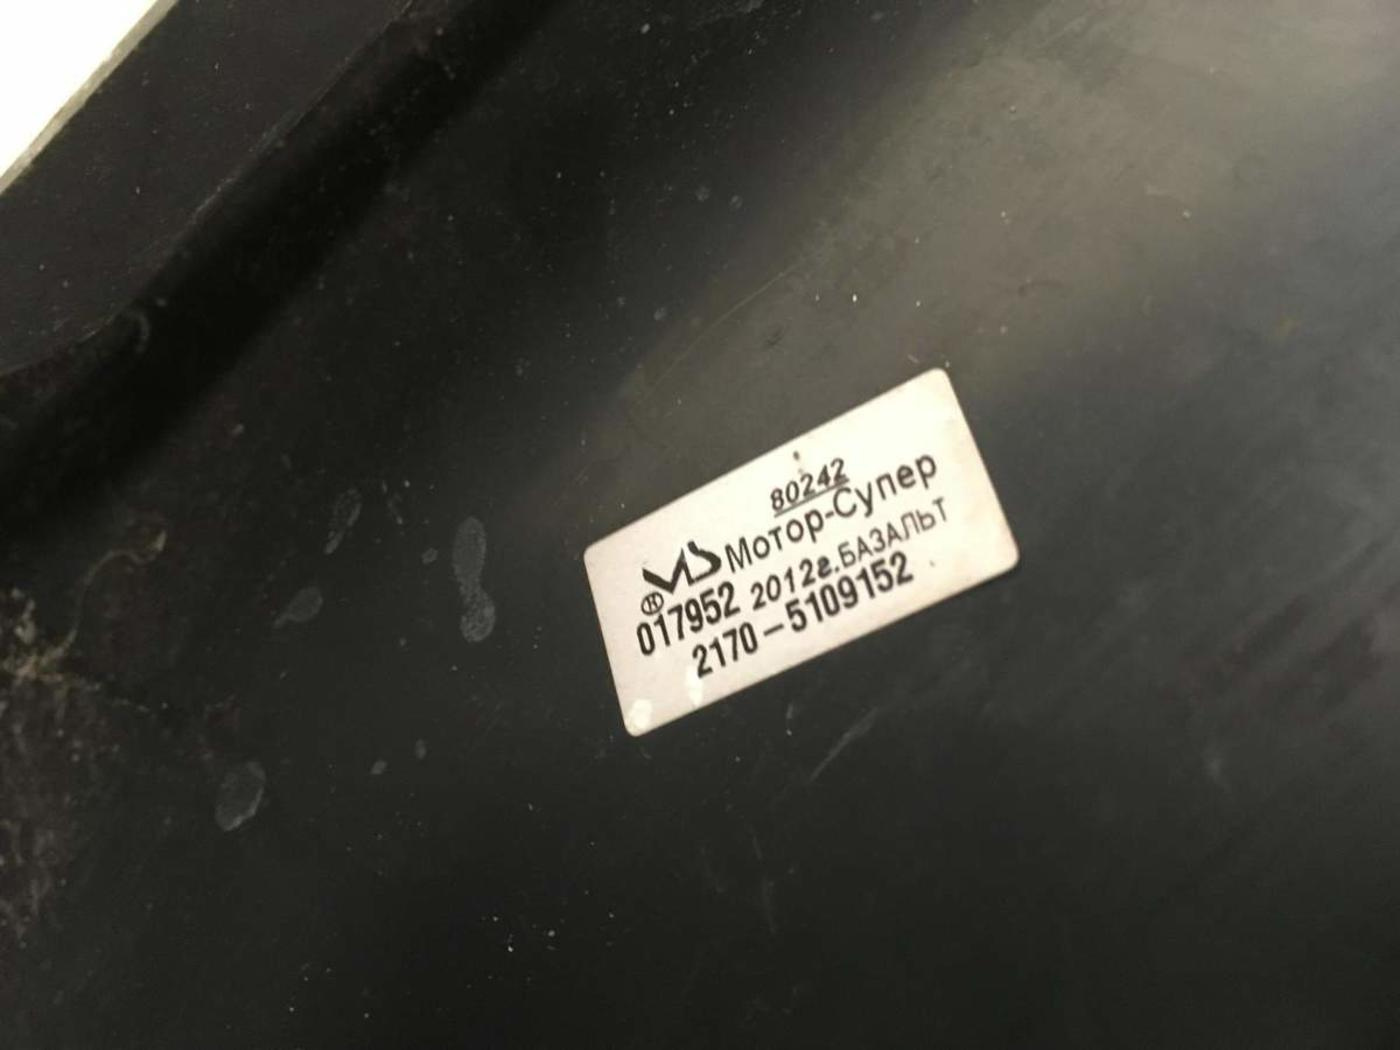 80242
MS Мотор-Супер
017952 2012г. БАЗАЛЬТ
2170-5109152